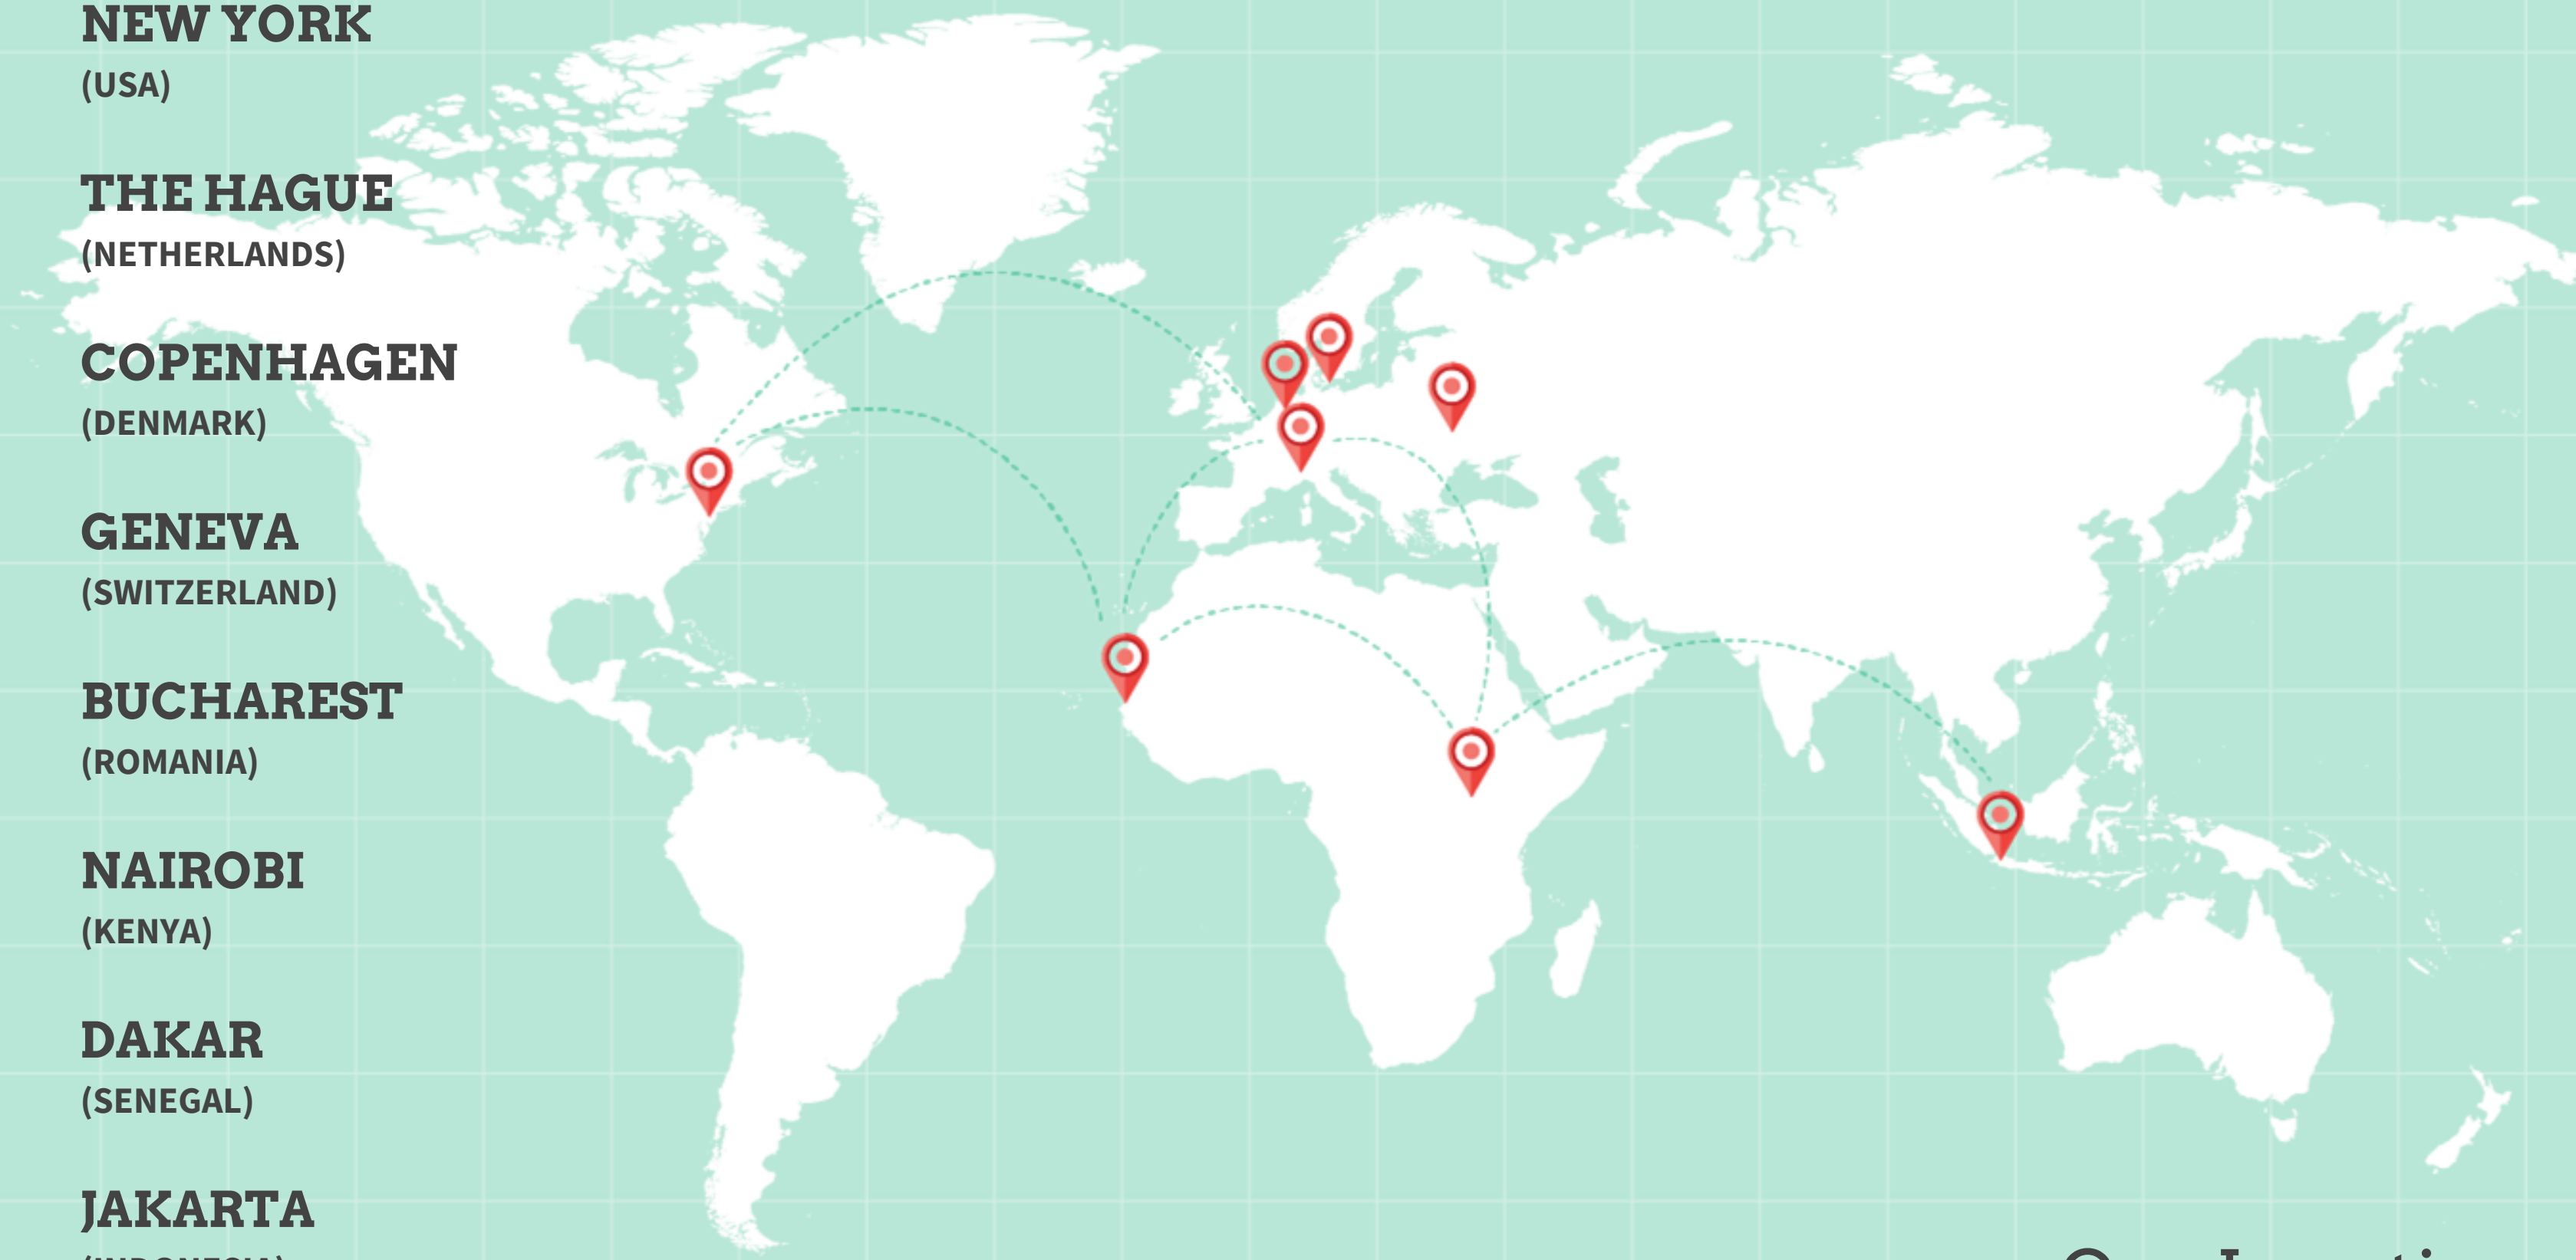 NEW YORK
(USA)
THE HAGUE
(NETHERLANDS)
COPENHAGEN
(DENMARK)
GENEVA
(SWITZERLAND)
BUCHAREST
(ROMANIA)
NAIROBI
(KENYA)
DAKAR
(SENEGAL)
JAKARTA